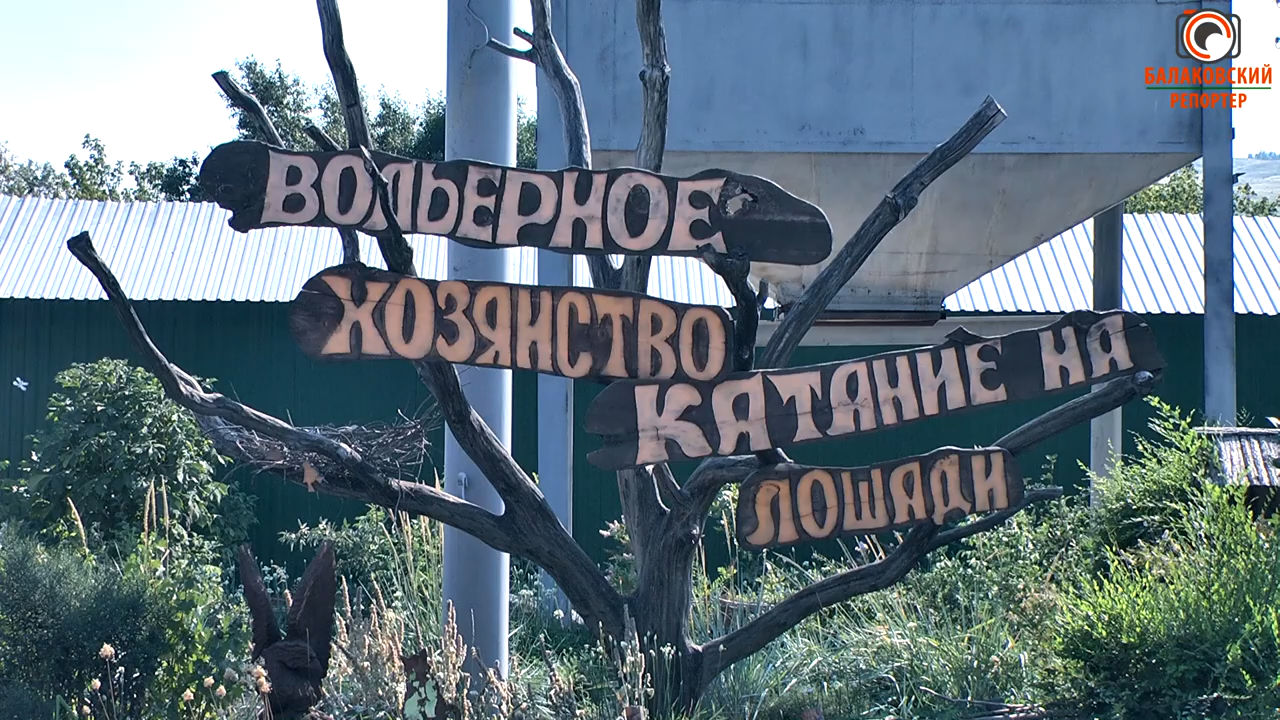 БАЛАКОВСКИЙ
РЕПОРТЕР
ВОЛЬЕРНОЕ
ХОЗЯЙСТВО
КАТАНИЕ НА
ЛОШАДИ